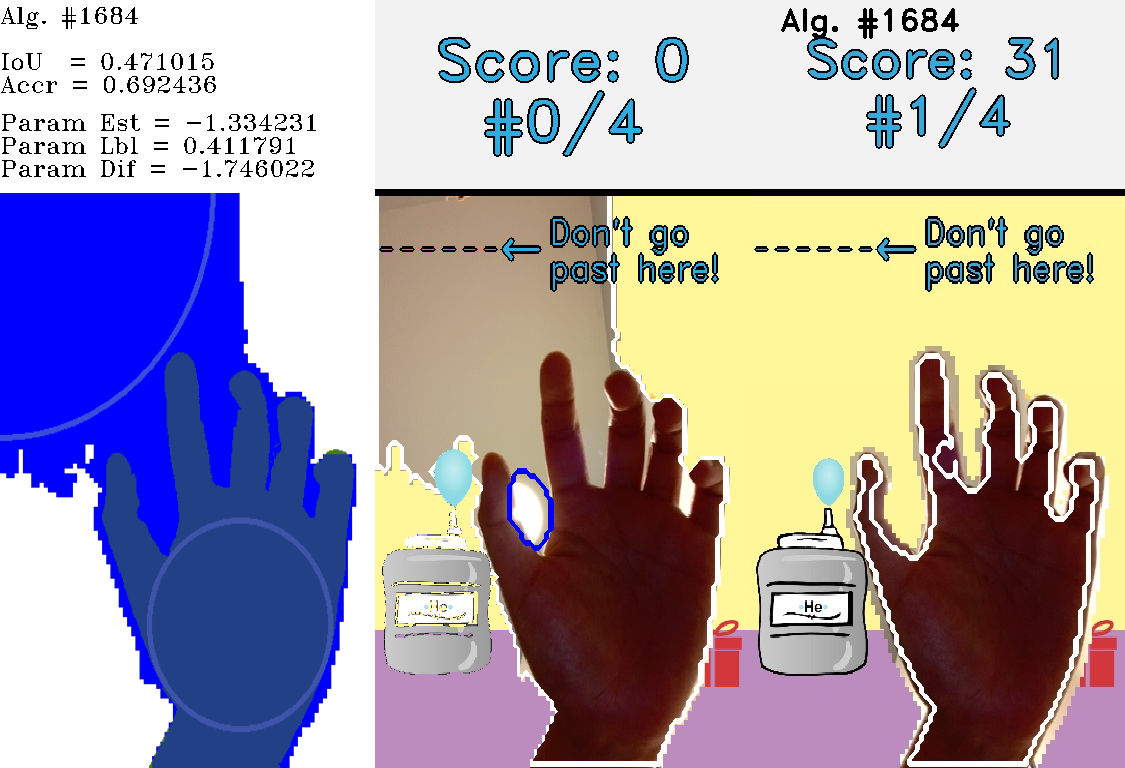 Alg. #1684
IoU = 0.471015
Accr = 0.692436
Param Est = −1.334231
Param Lbl = 0.411791
Param Dif = −1.746022
Score: 0
#0/4
Alg. #1684
Score: 31
#1/4
Don't go
past here!
Don't go
past here!
He
He